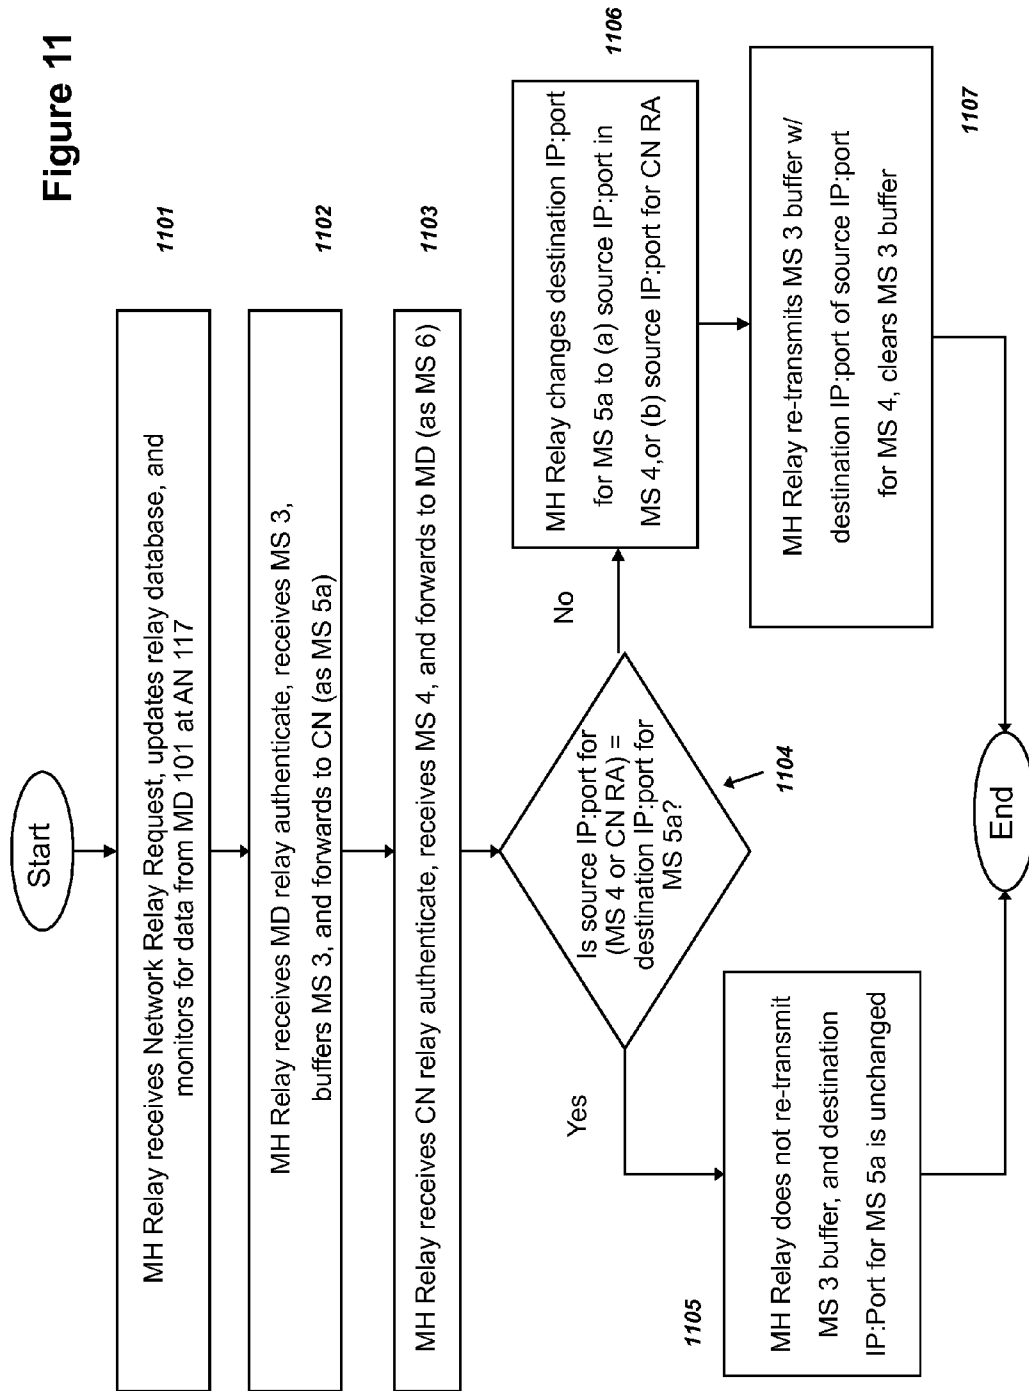 Figure 11
Start
MH Relay receives Network Relay Request, updates relay database, and
monitors for data from MD 101 at AN 117
1101
MH Relay receives MD relay authenticate, receives MS 3,
buffers MS 3, and forwards to CN (as MS 5a)
1102
MH Relay receives CN relay authenticate, receives MS 4, and forwards to MD (as MS 6)
1103
Is source IP:port for
(MS 4 or CN RA) =
destination IP:port for
MS 5a?
1104
Yes
No
MH Relay does not re-transmit
MS 3 buffer, and destination
IP:Port for MS 5a is unchanged
1105
MH Relay changes destination IP:port
for MS 5a to (a) source IP:port in
MS 4,or (b) source IP:port for CN RA
1106
MH Relay re-transmits MS 3 buffer w/
destination IP:port of source IP:port
for MS 4, clears MS 3 buffer
1107
End